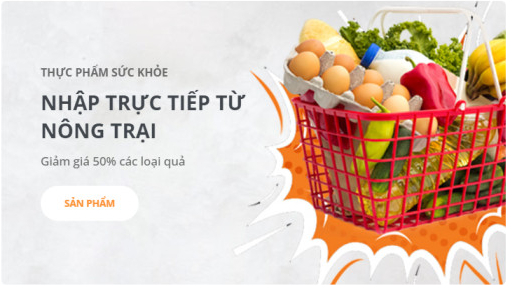 THỰC PHẨM SỨC KHỎE
NHẬP TRỰC TIẾP TỪ
NÔNG TRẠI
Giảm giá 50% các loại quả
SẢN PHẨM